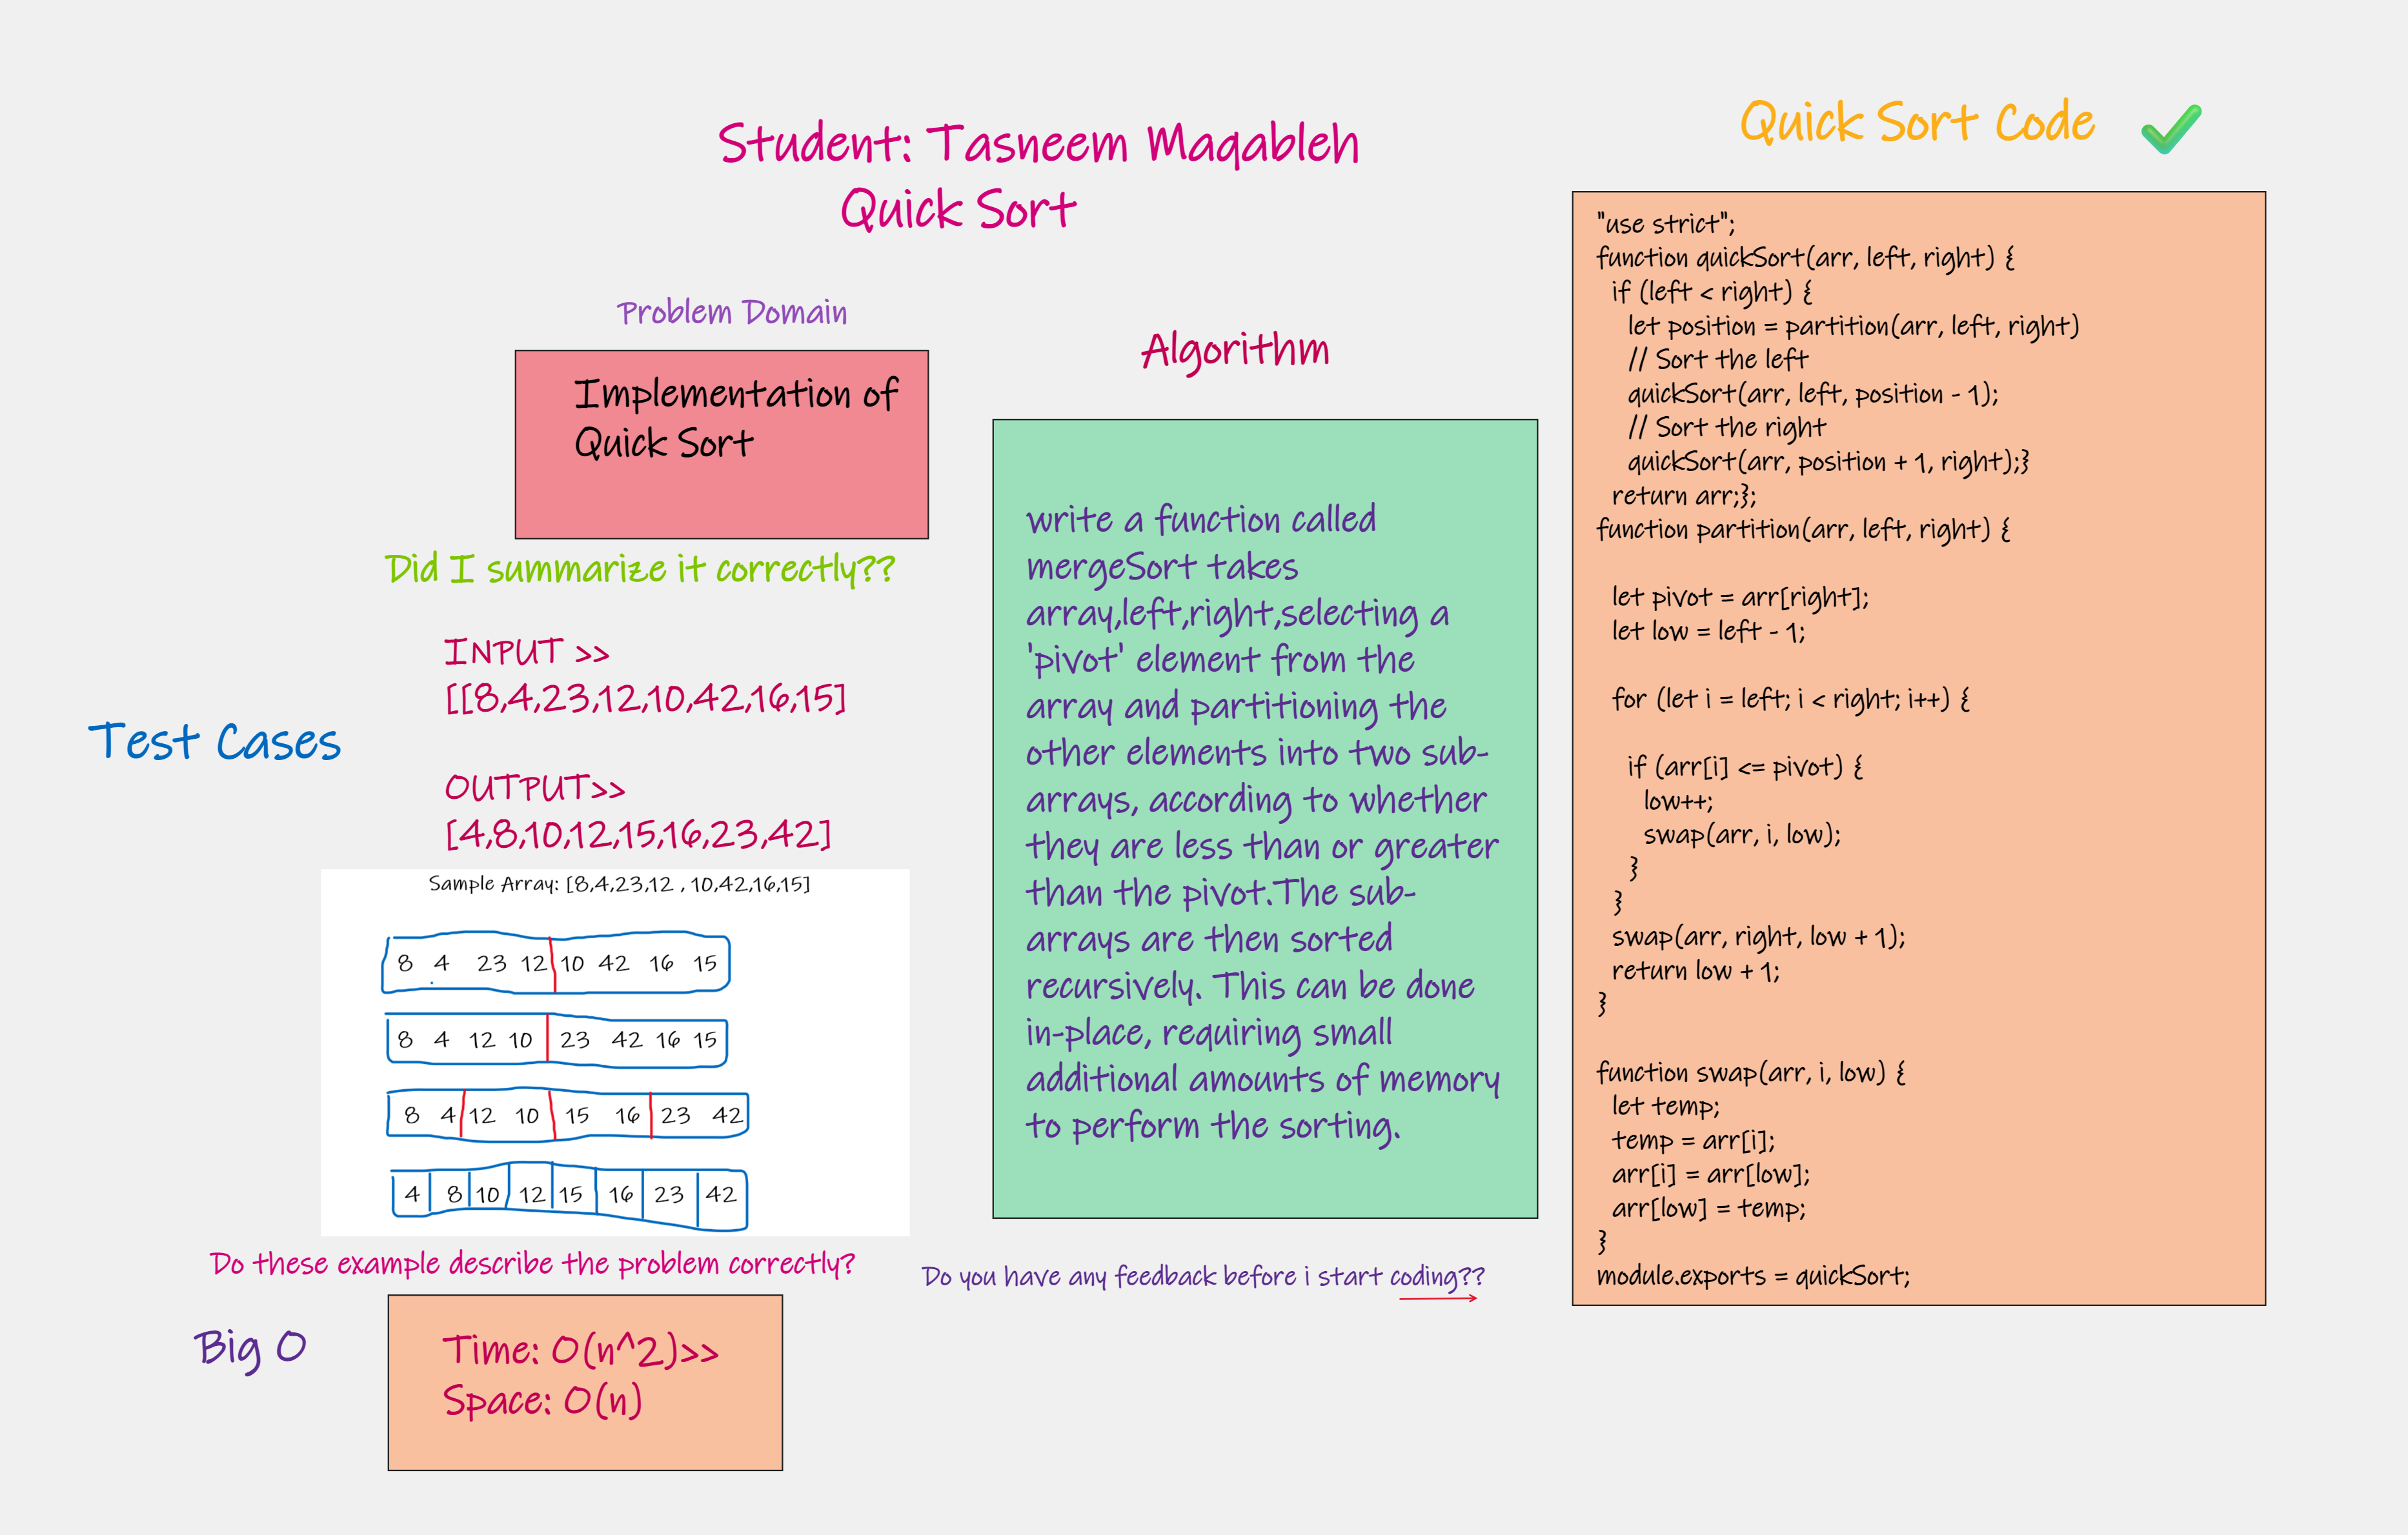 Student: Tasneem Maqableh
Quick Sort
Problem Domain
Implementation of
Quick Sort
Did I summarize it correctly??
Test Cases
INPUT >>
[[8,4,23,12,10,42,16,15]
OUTPUT>>
[4,8,10,12,15,16,23,42]
Sample Array: [8,4,23,12 , 10,42,16,15]
8 4 23 12 10 42 16 15
8 4 12 10 23 42 16 15
8 4 12 10 15 16 23 42
4 8 10 12 15 16 23 42
Do these example describe the problem correctly?
Big O
Time: O(n^2)>>
Space: O(n)
Algorithm
write a function called
mergeSort takes
array,left,right,selecting a
'pivot' element from the
array and partitioning the
other elements into two sub-
arrays, according to whether
they are less than or greater
than the pivot.The sub-
arrays are then sorted
recursively. This can be done
in-place, requiring small
additional amounts of memory
to perform the sorting.
Do you have any feedback before i start coding??
Quick Sort Code
"use strict";
function quickSort(arr, left, right) {
if (left < right) {
let position = partition(arr, left, right)
// Sort the left
quickSort(arr, left, position - 1);
// Sort the right
quickSort(arr, position + 1, right);}
return arr;};
function partition(arr, left, right) {
let pivot = arr[right];
let low = left - 1;
for (let i = left; i < right; i++) {
if (arr[i] <= pivot) {
low++;
swap(arr, i, low);
}
}
swap(arr, right, low + 1);
return low + 1;
}
function swap(arr, i, low) {
let temp;
temp = arr[i];
arr[i] = arr[low];
arr[low] = temp;
}
module.exports = quickSort;